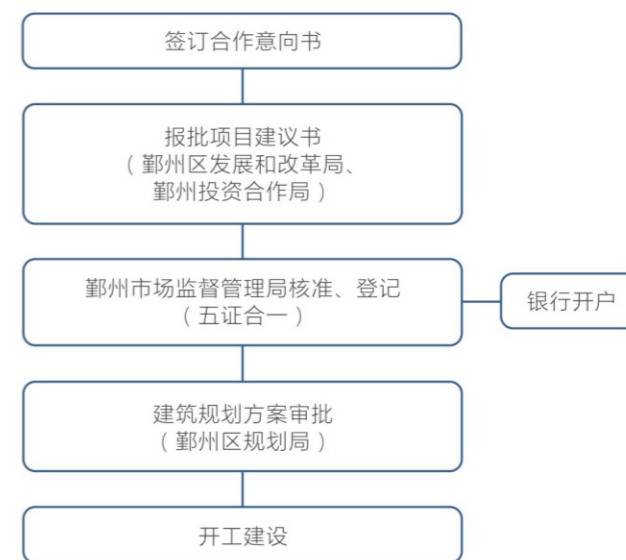 签订合作意向书
报批项目建议书
（鄞州区发展和改革局、
鄞州投资合作局）
鄞州市场监督管理局核准、登记
（五证合一）
银行开户
建筑规划方案审批
（鄞州区规划局）
开工建设